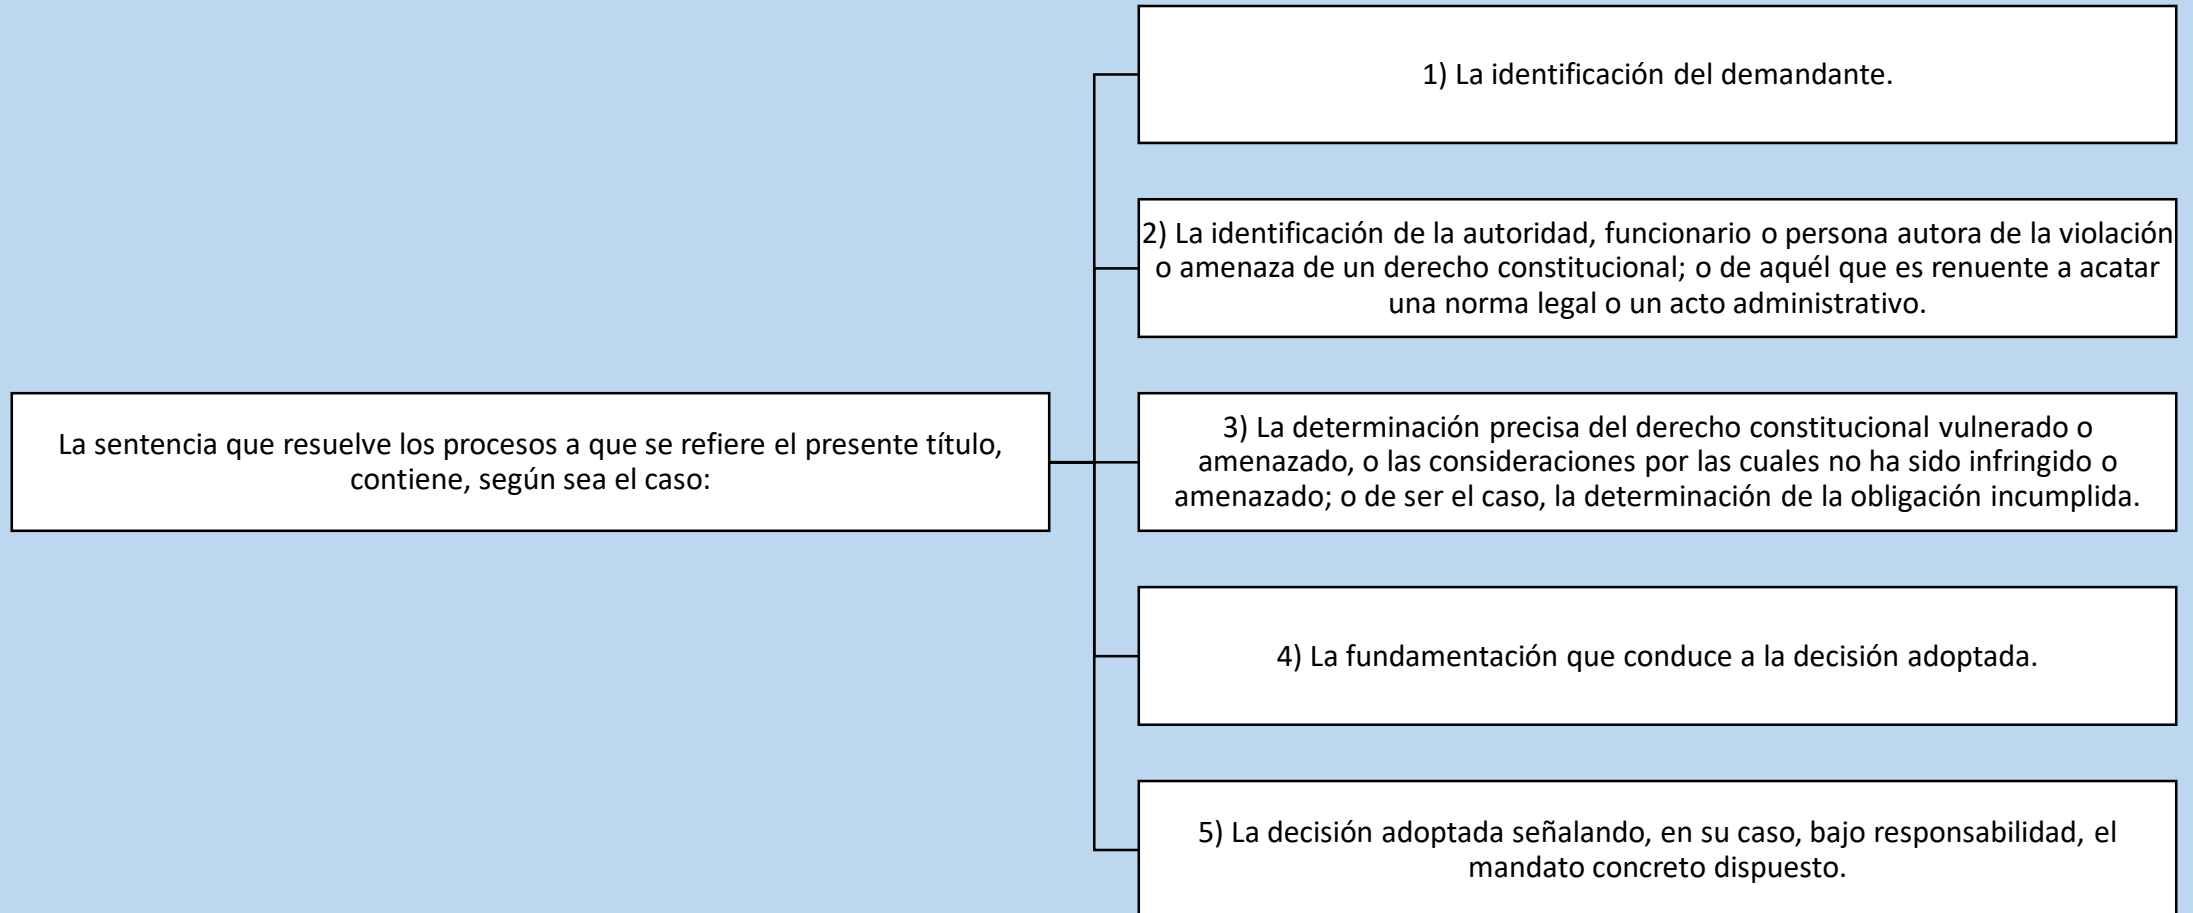 1) La identificación del demandante.
2) La identificación de la autoridad, funcionario o persona autora de la violación
o amenaza de un derecho constitucional; o de aquél que es renuente a acatar
una norma legal o un acto administrativo.
La sentencia que resuelve los procesos a que se refiere el presente título,
contiene, según sea el caso:
3) La determinación precisa del derecho constitucional vulnerado o
amenazado, o las consideraciones por las cuales no ha sido infringido o
amenazado; o de ser el caso, la determinación de la obligación incumplida.
4) La fundamentación que conduce a la decisión adoptada.
5) La decisión adoptada señalando, en su caso, bajo responsabilidad, el
mandato concreto dispuesto.